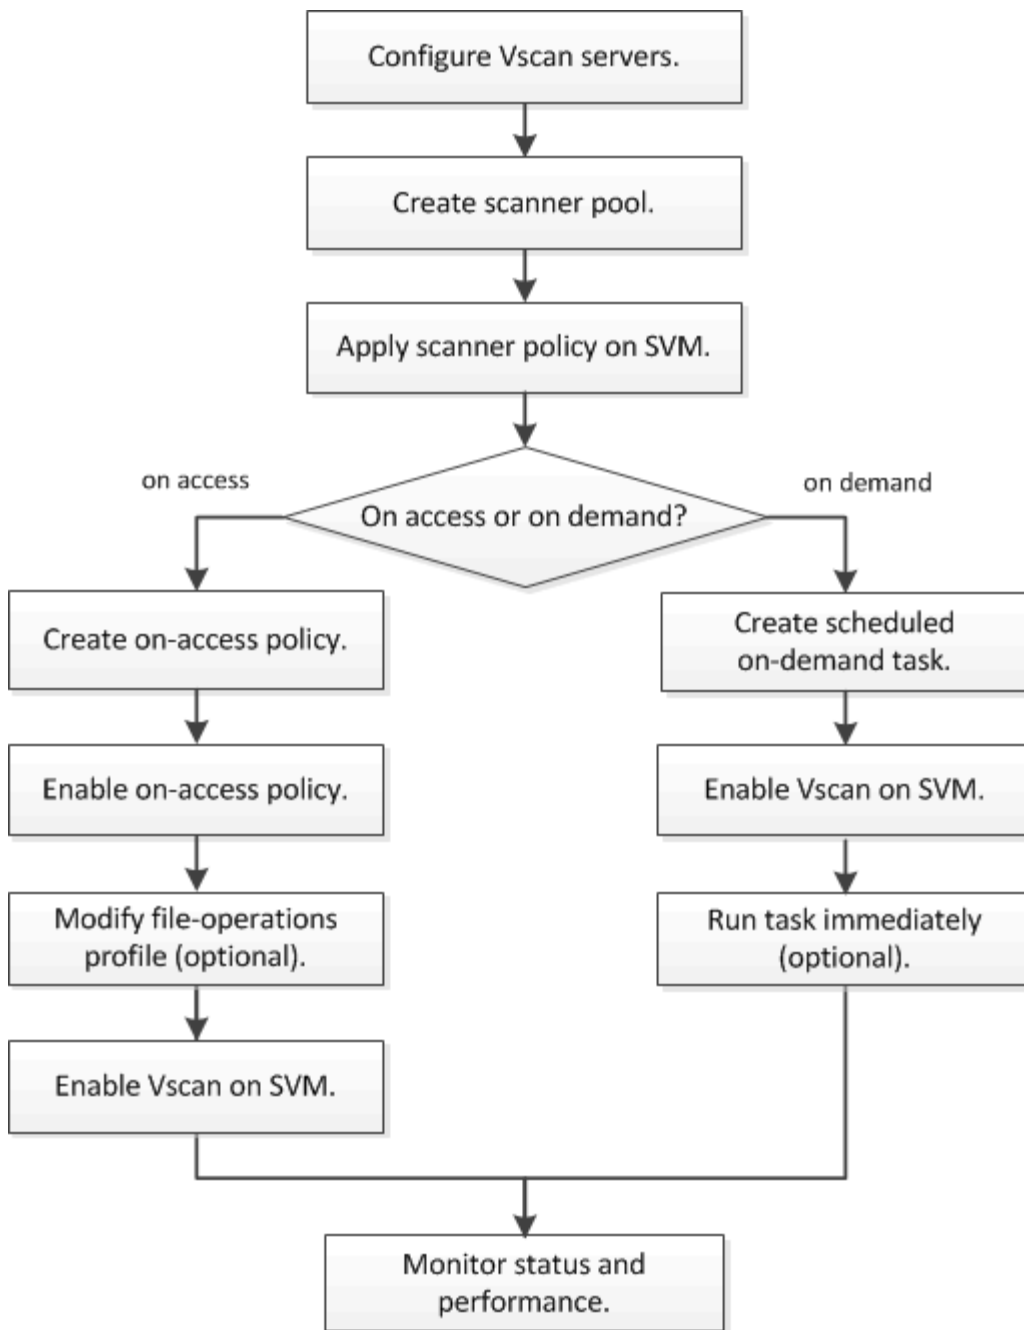 Configure Vscan servers.
Create scanner pool.
Apply scanner policy on SVM.
on access
on demand
On access or on demand?
Create on-access policy.
Enable on-access policy.
Modify file-operations
profile (optional).
Enable Vscan on SVM.
Create scheduled
on-demand task.
Enable Vscan on SVM.
Run task immediately
(optional).
Monitor status and
performance.